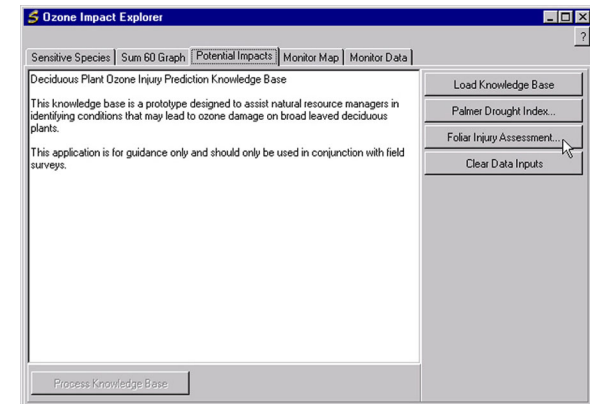 Ozone Impact Explorer
?
Sensitive Species Sum 60 Graph Potential Impacts Monitor Map Monitor Data
Deciduous Plant Ozone Injury Prediction Knowledge Base
This knowledge base is a prototype designed to assist natural resource managers in
identifying conditions that may lead to ozone damage on broad leaved deciduous
plants.
This application is for guidance only and should only be used in conjunction with field
surveys.
Load Knowledge Base
Palmer Drought Index...
Foliar Injury Assessment...
Clear Data Inputs
Process Knowledge Base